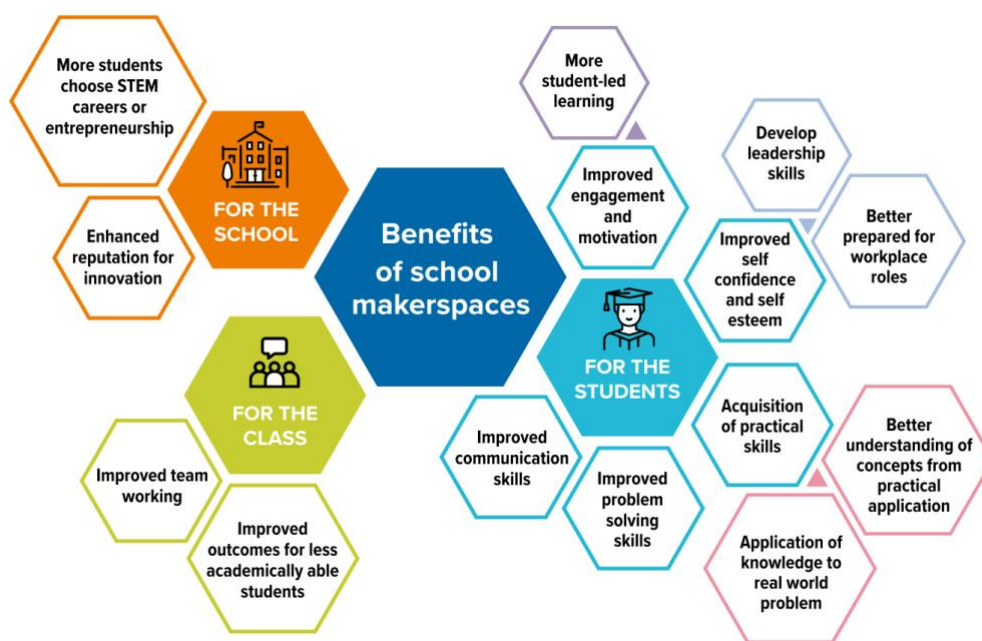 Benefits
of school
makerspaces
FOR THE
SCHOOL
More students
choose STEM
careers or
entrepreneurship
Enhanced
reputation for
innovation
FOR THE
CLASS
Improved team
working
Improved
outcomes for less
academically able
students
FOR THE
STUDENTS
More
student-led
learning
Improved
engagement
and
motivation
Develop
leadership
skills
Better
prepared for
workplace
roles
Improved
self
confidence
and self
esteem
Acquisition
of practical
skills
Better
understanding of
concepts from
practical
application
Application of
knowledge to
real world
problem
Improved
problem
solving
skills
Improved
communication
skills